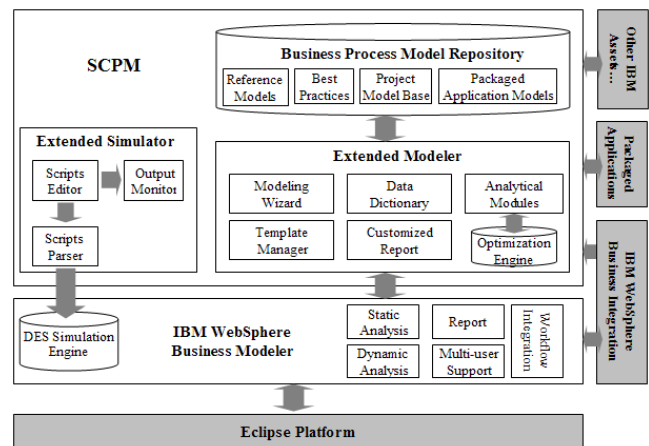 SCPM
Business Process Model Repository
Reference
Models
Best
Practices
Project
Model Base
Packaged
Application Models
Other IBM
Assets...
Extended Simulator
Scripts
Editor
Output
Monitor
Scripts
Parser
Extended Modeler
Modeling
Wizard
Data
Dictionary
Analytical
Modules
Template
Manager
Customized
Report
Optimization
Engine
Packaged
Applications
DES Simulation
Engine
IBM WebSphere
Business Modeler
Static
Analysis
Report
Dynamic
Analysis
Multi-user
Support
Workflow
Integration
IBM WebSphere
Business Integration
Eclipse Platform